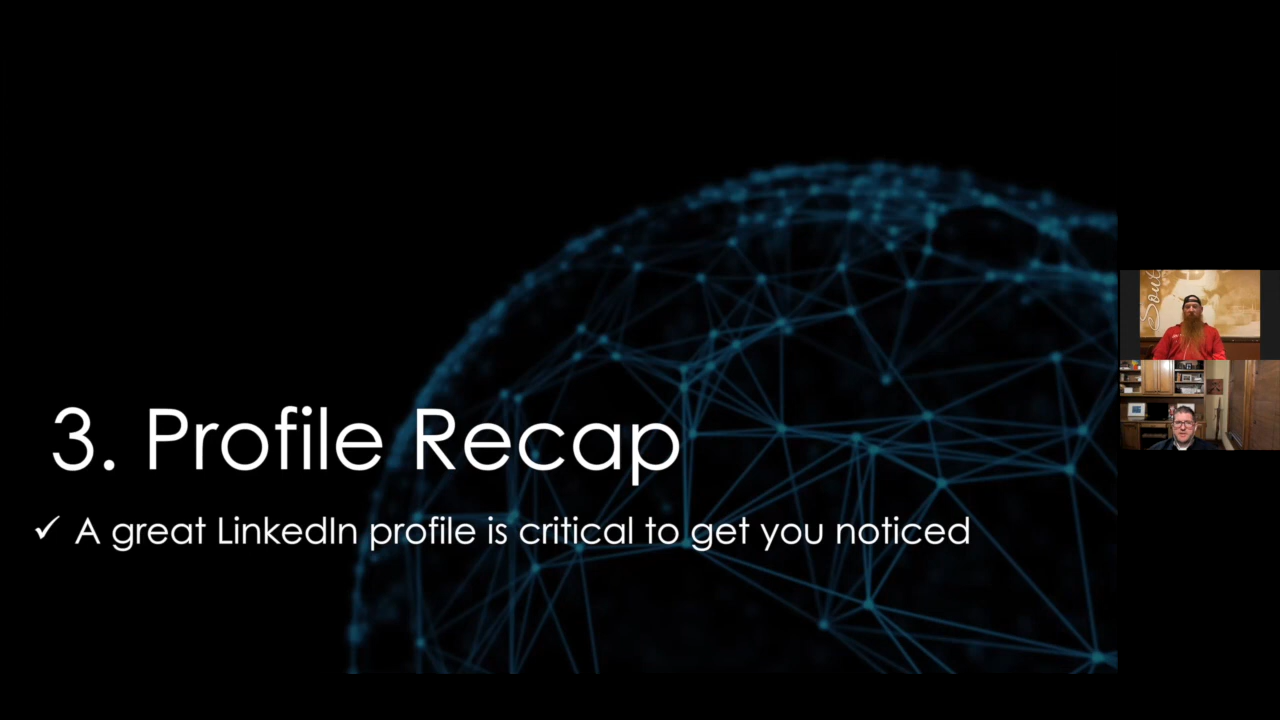 3. Profile Recap
✓ A great LinkedIn profile is critical to get you noticed